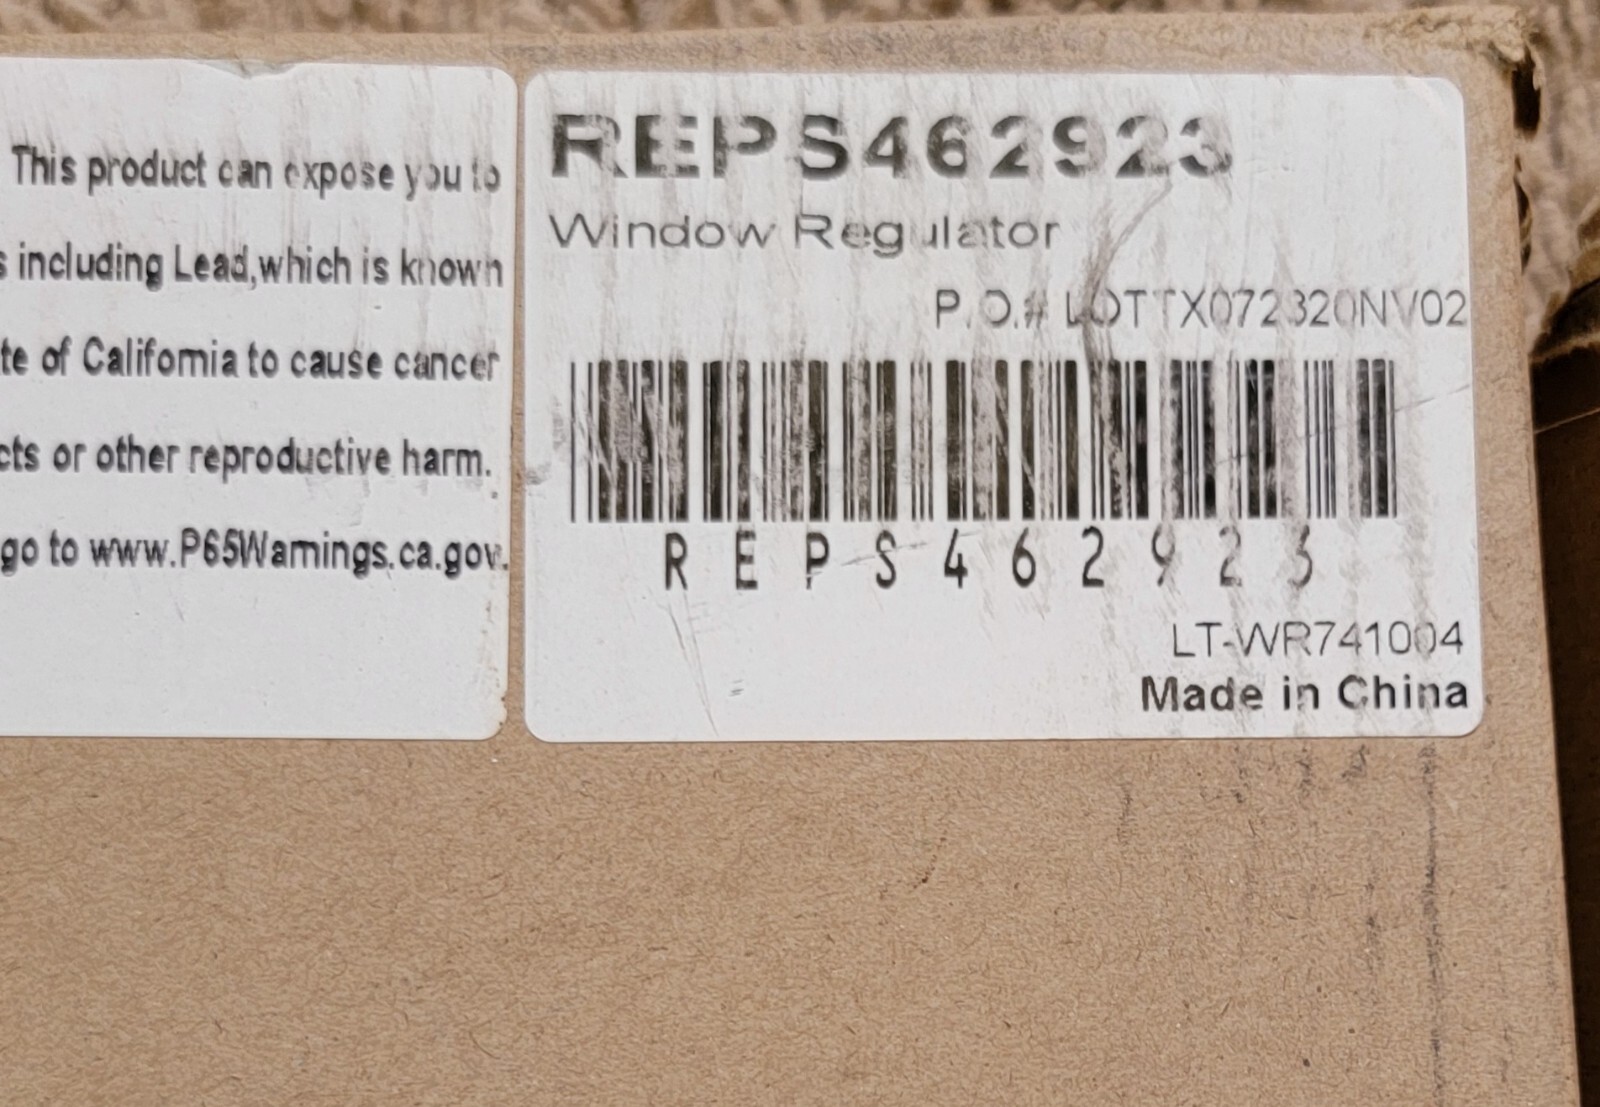 This product can expose you to
s including Lead,which is known
te of California to cause cancer
cts or other reproductive harm.
go to www.P65Warnings.ca.gov.
REPS462923
Window Regulator
P.O.# LOTTX072320NV02
REPS462923
LT-WR741004
Made in China